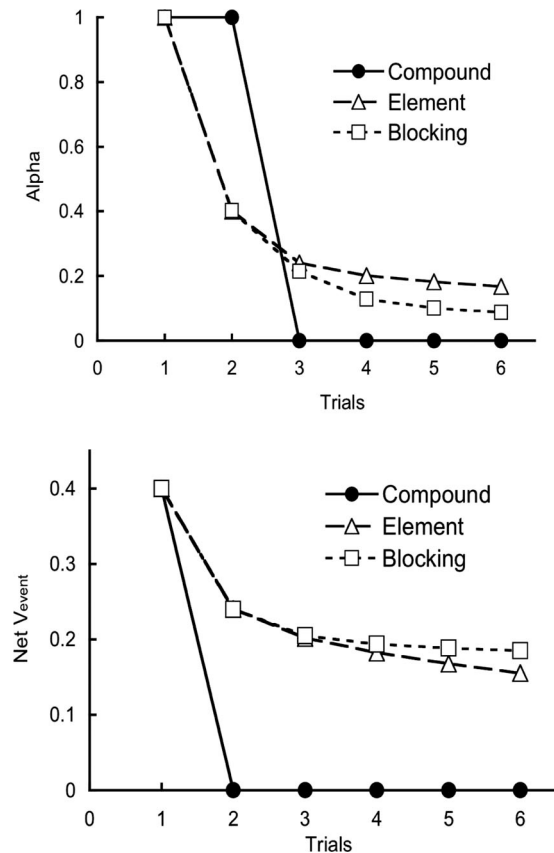 1
0.8
0.6
0.4
0.2
0
Alpha
Compound
Element
Blocking
0 1 2 3 4 5 6
Trials
0.4
0.3
0.2
0.1
0
Net Vevent
Compound
Element
Blocking
0 1 2 3 4 5 6
Trials